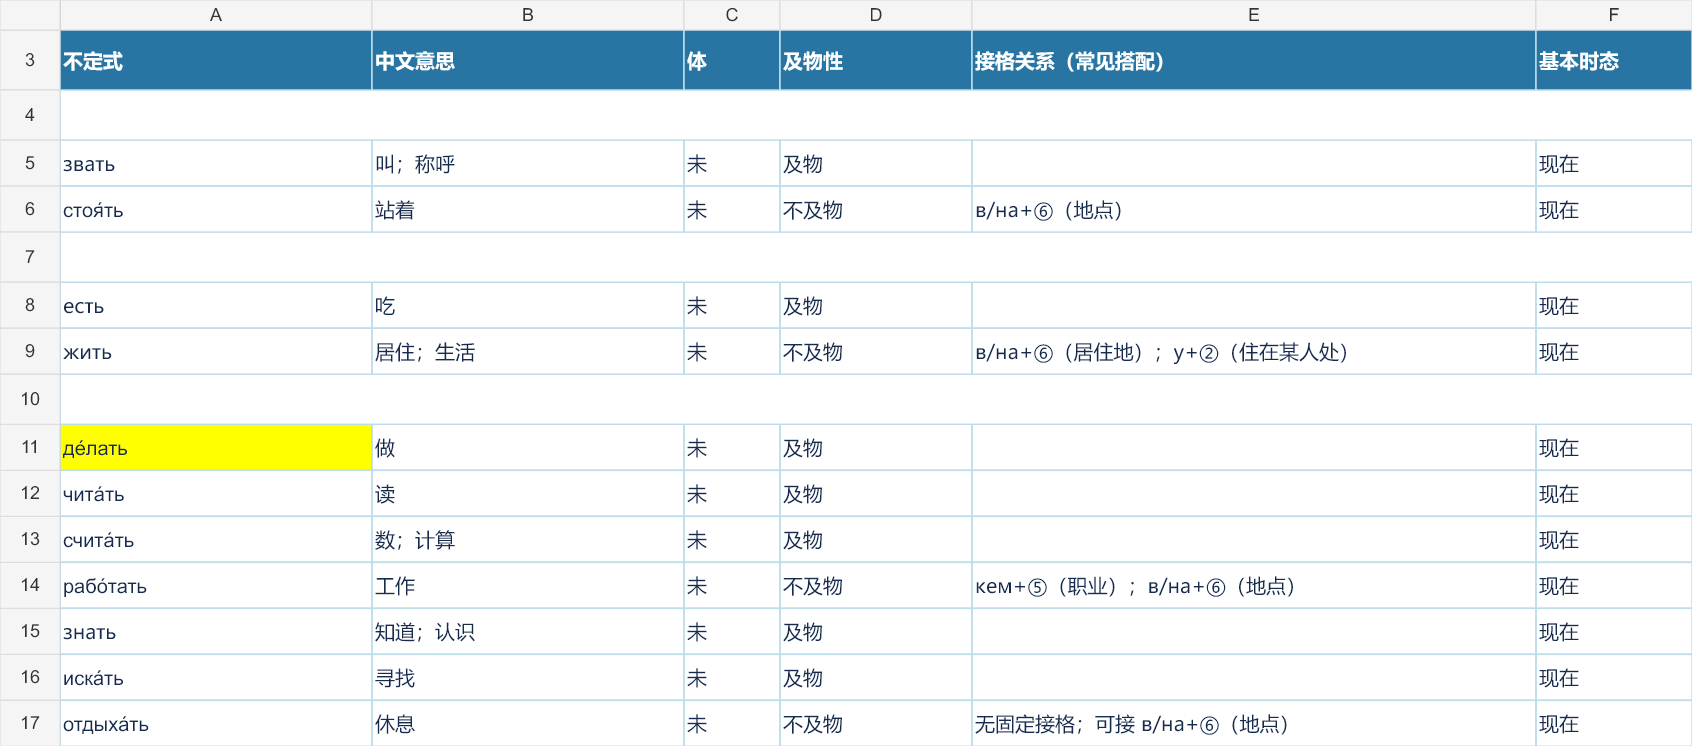 A B C D E F
3 不定式 中文意思 体 及物性 接格关系（常见搭配） 基本时态
4
5 звать 叫；称呼 未 及物 现在
6 стоя́ть 站着 未 不及物 в/на+⑥（地点） 现在
7
8 есть 吃 未 及物 现在
9 жить 居住；生活 未 不及物 в/на+⑥（居住地）；у+②（住在某人处） 现在
10
11 де́лать 做 未 及物 现在
12 чита́ть 读 未 及物 现在
13 счита́ть 数；计算 未 及物 现在
14 рабо́тать 工作 未 不及物 кем+⑤（职业）；в/на+⑥（地点） 现在
15 знать 知道；认识 未 及物 现在
16 иска́ть 寻找 未 及物 现在
17 отдыха́ть 休息 未 不及物 无固定接格；可接 в/на+⑥（地点） 现在